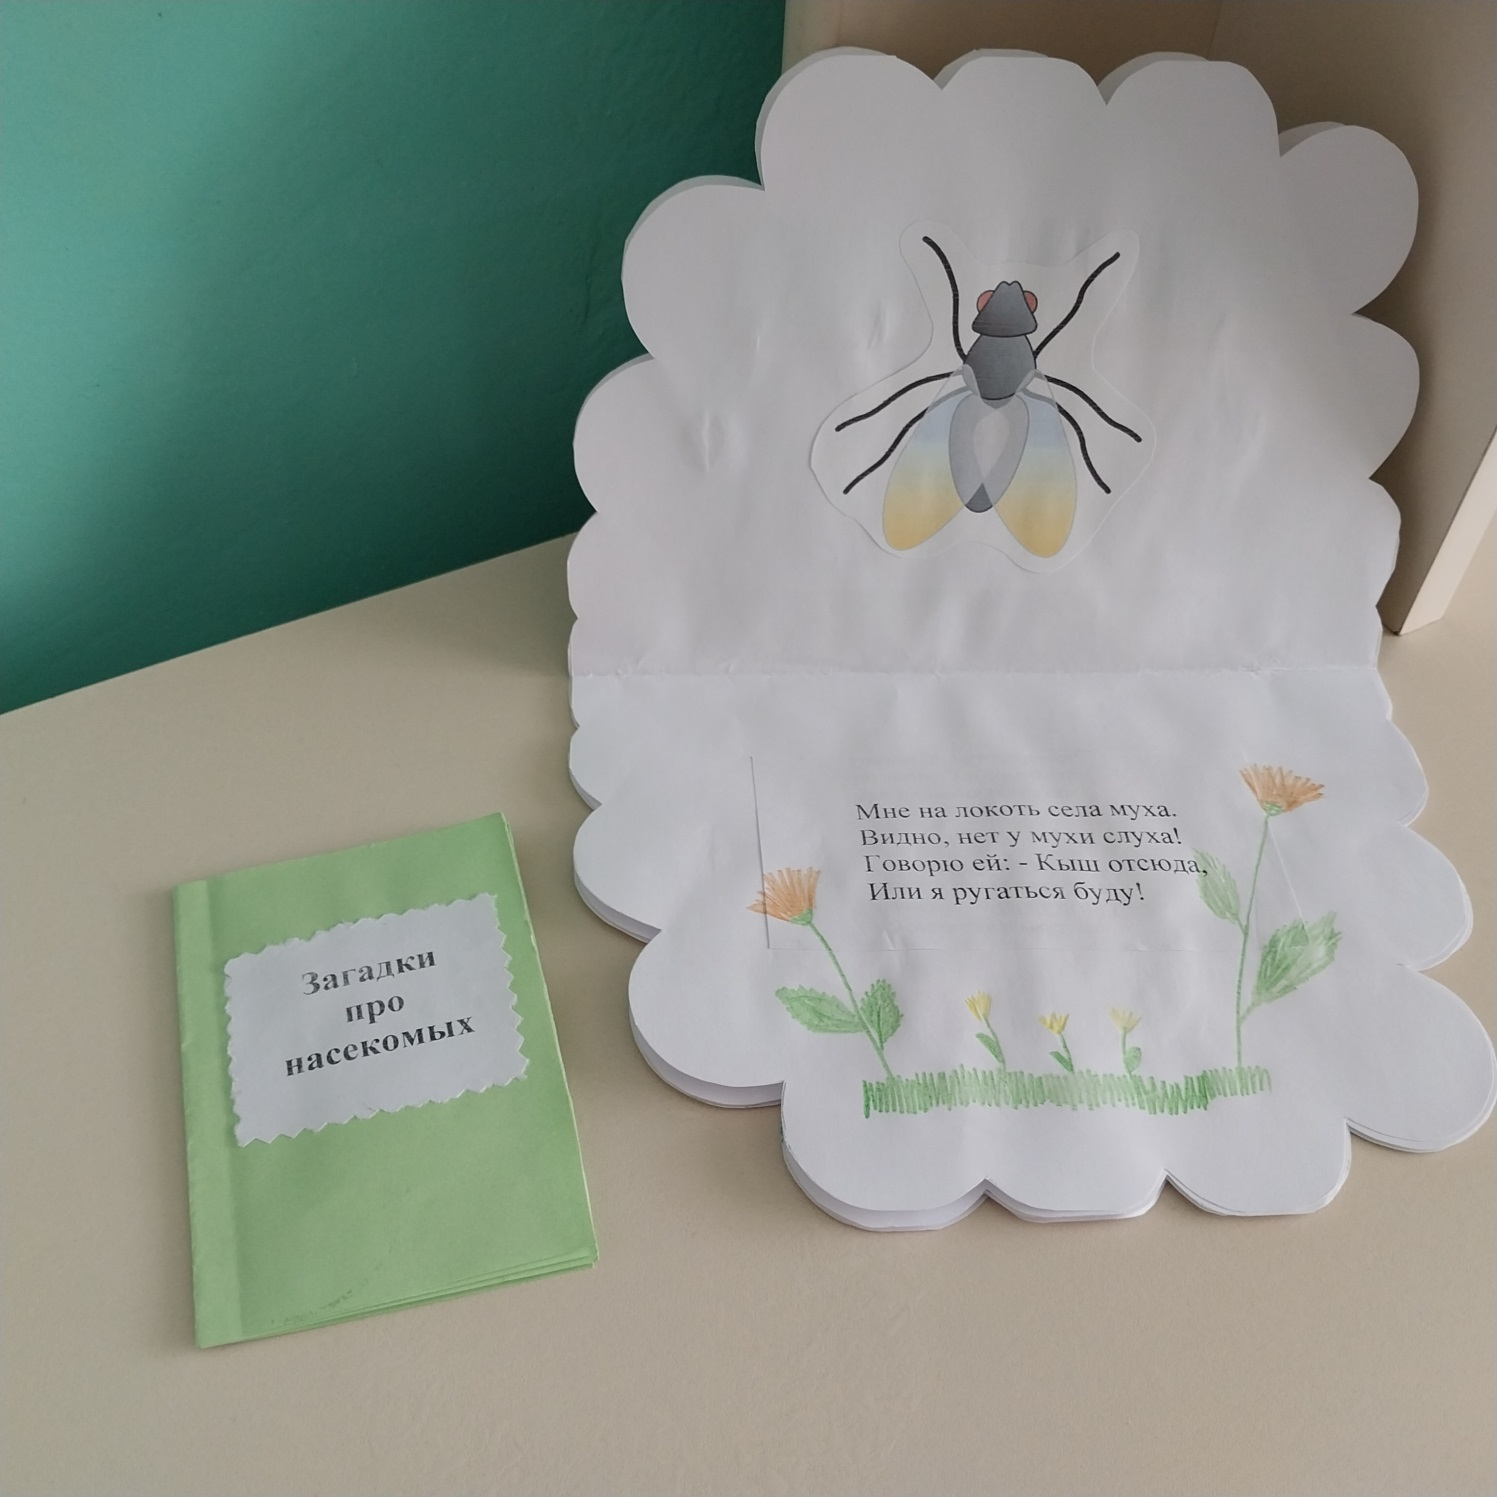 Мне на локоть села муха.
Видно, нет у мухи слуха!
Говорю ей: - Кыш отсюда,
Или я ругаться буду!
Загадки
про
насекомых